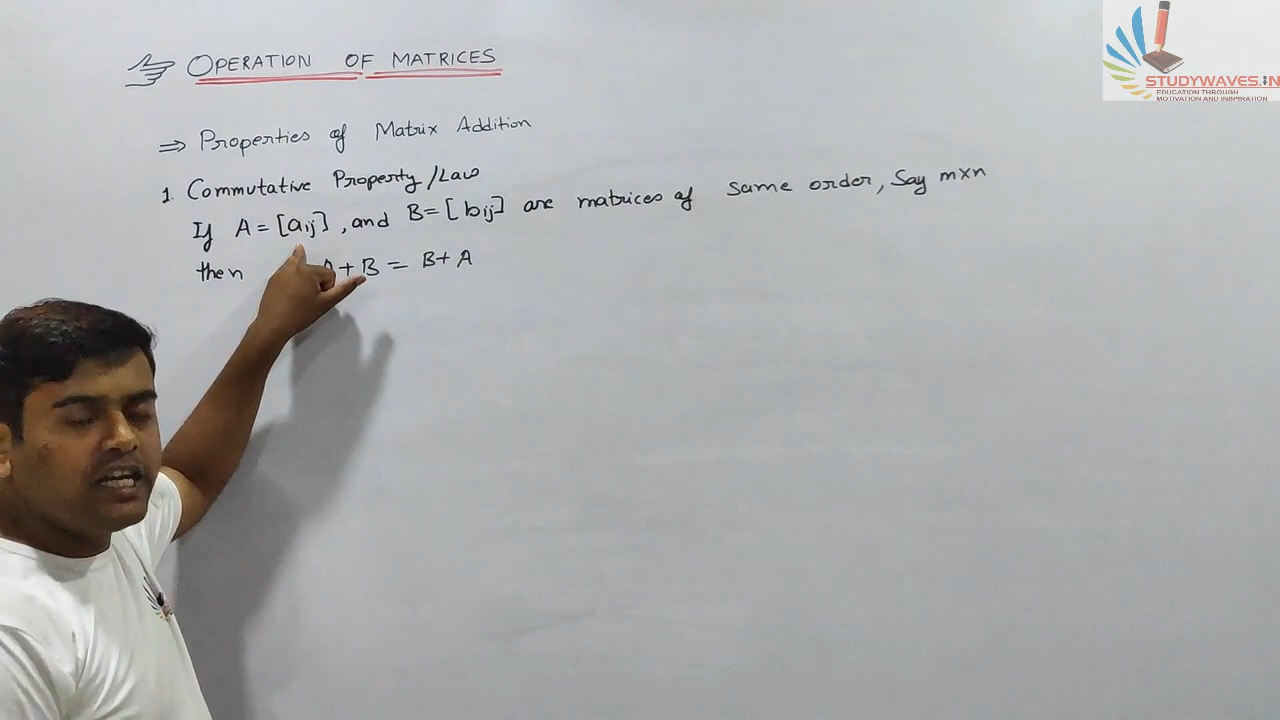 OPERATION OF MATRICES
STUDYWAVES.IN
EDUCATION THROUGH
MOTIVATION AND INSPIRATION
⇒ Properties of Matrix Addition
1. Commutative Property/Law
If A = [aij], and B = [bij] are matrices of same order, Say m×n
then A + B = B + A